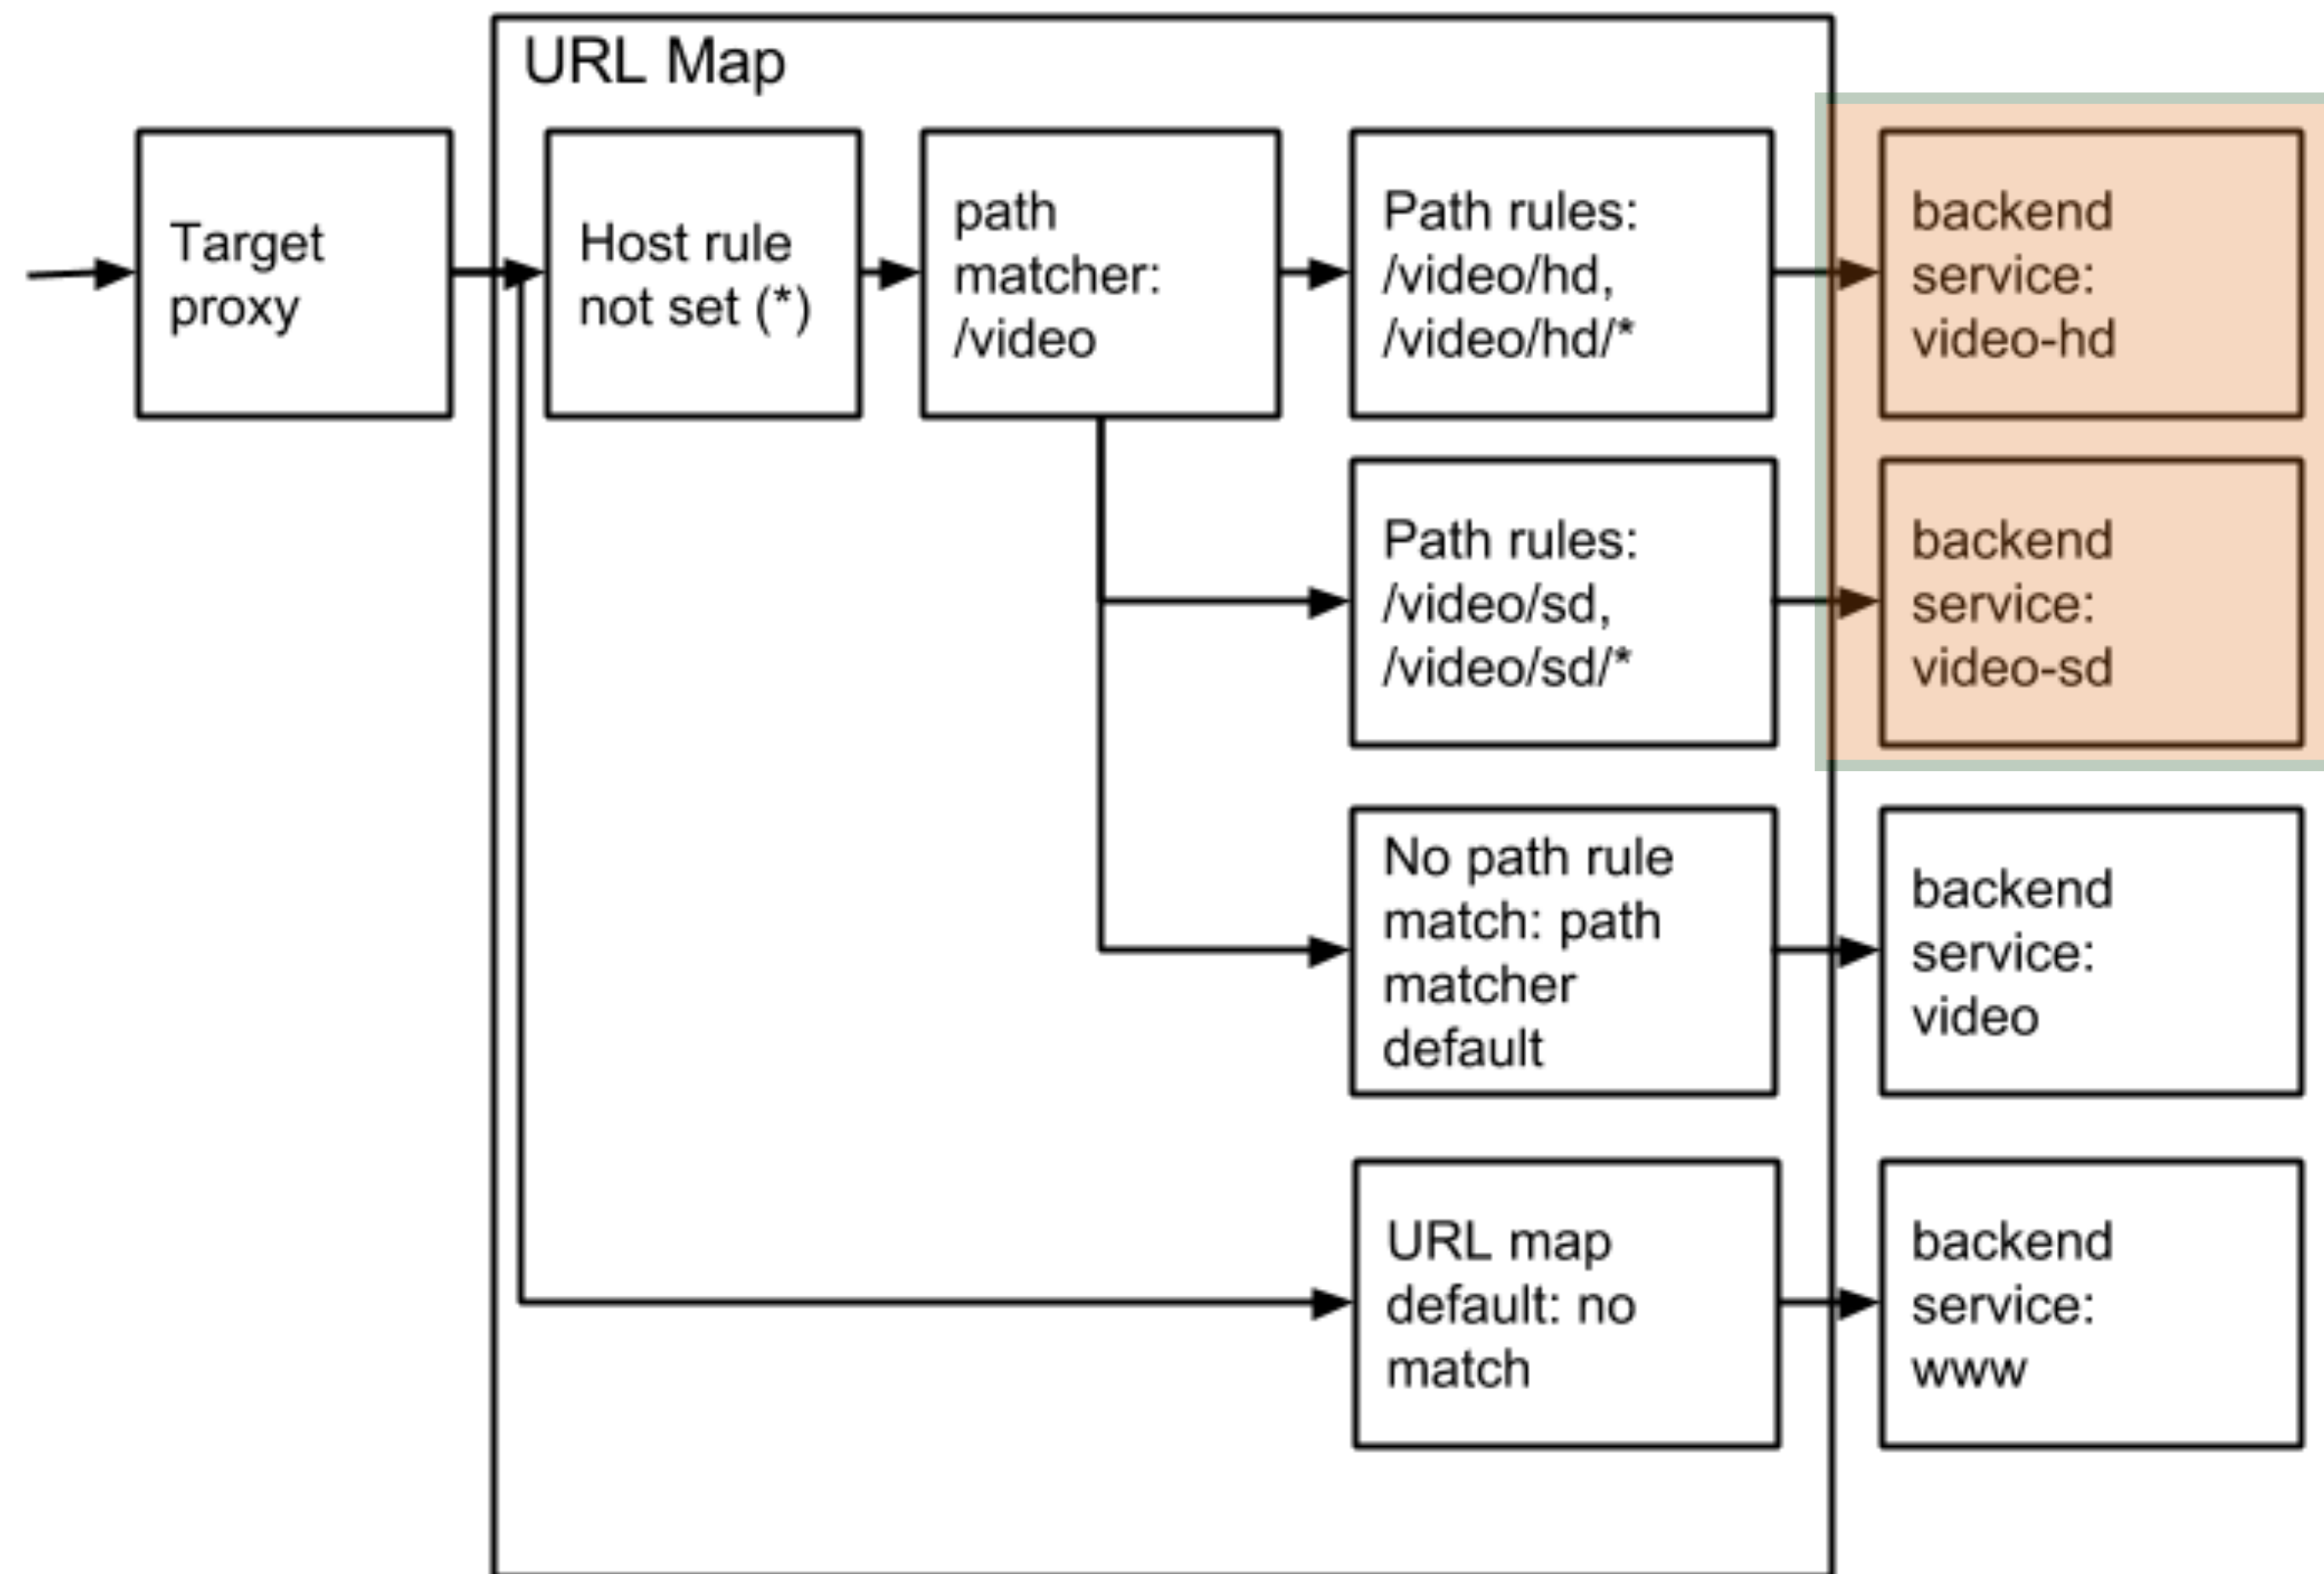 URL Map
Target
proxy
Host rule
not set (*)
path
matcher:
/video
Path rules:
/video/hd,
/video/hd/*
backend
service:
video-hd
Path rules:
/video/sd,
/video/sd/*
backend
service:
video-sd
No path rule
match: path
matcher
default
backend
service:
video
URL map
default: no
match
backend
service:
www